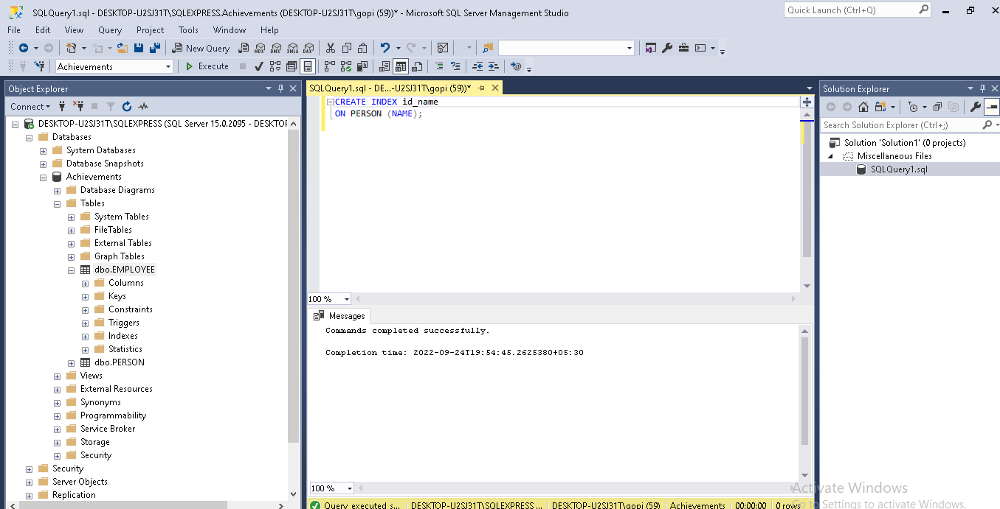 SQLQuery1.sql - DESKTOP-U2SJ31T\SQLEXPRESS.Achievements (DESKTOP-U2SJ31T\gopi (59))* - Microsoft SQL Server Management Studio
Quick Launch (Ctrl+Q)
File Edit View Query Project Tools Window Help
New Query MDX DMX XMLA DAX
Achievements Execute
Object Explorer
SQLQuery1.sql - DE...-U2SJ31T\gopi (59))*
Solution Explorer
Connect
CREATE INDEX id_name
ON PERSON (NAME);
Search Solution Explorer (Ctrl+;)
Solution 'Solution1' (0 projects)
Miscellaneous Files
SQLQuery1.sql
DESKTOP-U2SJ31T\SQLEXPRESS (SQL Server 15.0.2095 - DESKTOP
Databases
System Databases
Database Snapshots
Achievements
Database Diagrams
Tables
System Tables
FileTables
External Tables
Graph Tables
dbo.EMPLOYEE
Columns
Keys
Constraints
Triggers
Indexes
Statistics
dbo.PERSON
Views
External Resources
Synonyms
Programmability
Service Broker
Storage
Security
Security
Server Objects
Replication
100 %
Messages
Commands completed successfully.
Completion time: 2022-09-24T19:54:45.2625380+05:30
100 %
Query executed s... DESKTOP-U2SJ31T\SQLEXPRESS ... DESKTOP-U2SJ31T\gopi (59) Achievements 00:00:00 0 rows
Activate Windows
Go to Settings to activate Windows.